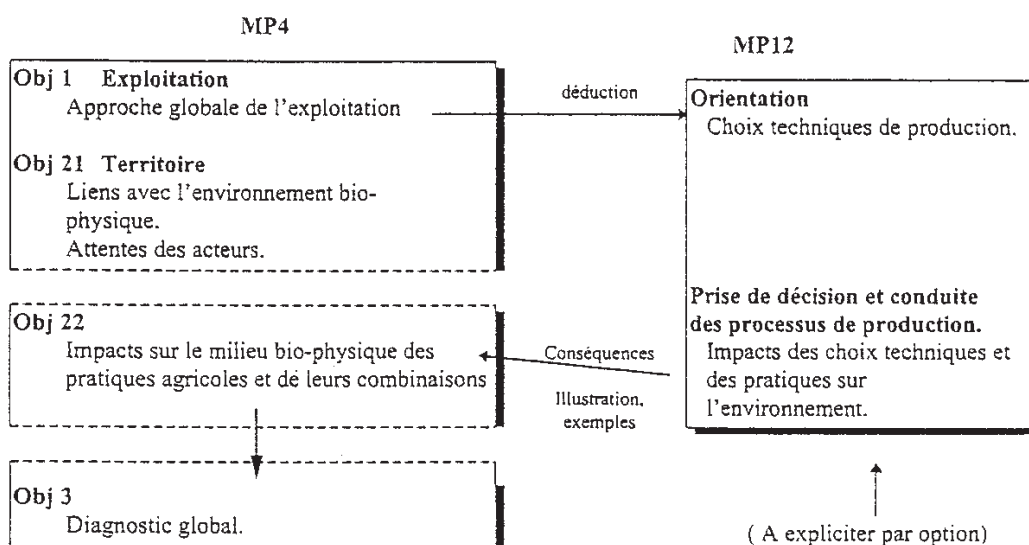 MP4
MP12
Obj 1 Exploitation
Approche globale de l'exploitation
Obj 21 Territoire
Liens avec l'environnement bio-
physique.
Attentes des acteurs.
déduction
Orientation
Choix techniques de production.
Prise de décision et conduite
des processus de production.
Impacts des choix techniques et
des pratiques sur
l'environnement.
Obj 22
Impacts sur le milieu bio-physique des
pratiques agricoles et de leurs combinaisons
Conséquences
Illustration,
exemples
Obj 3
Diagnostic global.
( A expliciter par option)